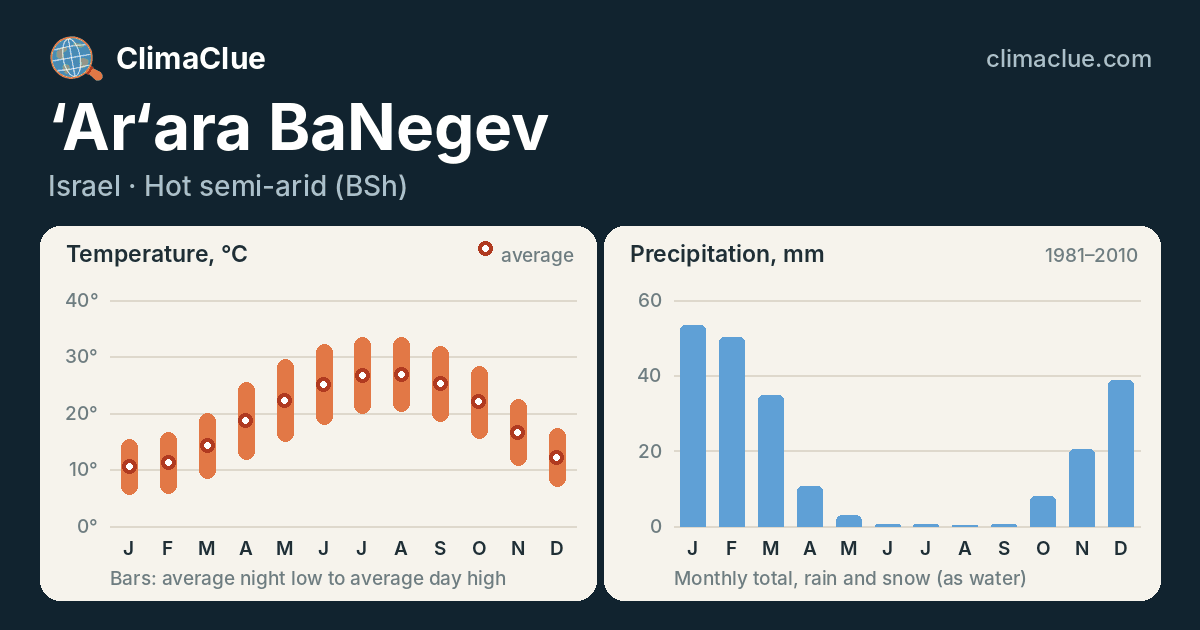 ClimaClue
climaclue.com
‘Ar‘ara BaNegev
Israel · Hot semi-arid (BSh)
Temperature, °C
average
40°
30°
20°
10°
0°
J F M A M J J A S O N D
Bars: average night low to average day high
Precipitation, mm
1981–2010
60
40
20
0
J F M A M J J A S O N D
Monthly total, rain and snow (as water)